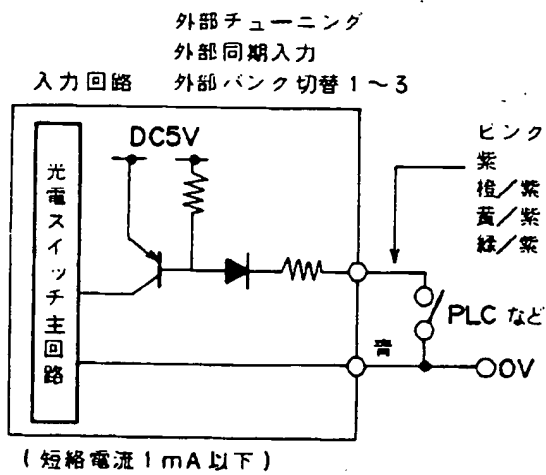 外部チューニング
外部同期入力
入力回路 外部バンク切替1〜3
DC5V
光電スイッチ主回路
ピンク
紫
橙/紫
黄/紫
緑/紫
PLCなど
青
0V
(短絡電流1mA以下)